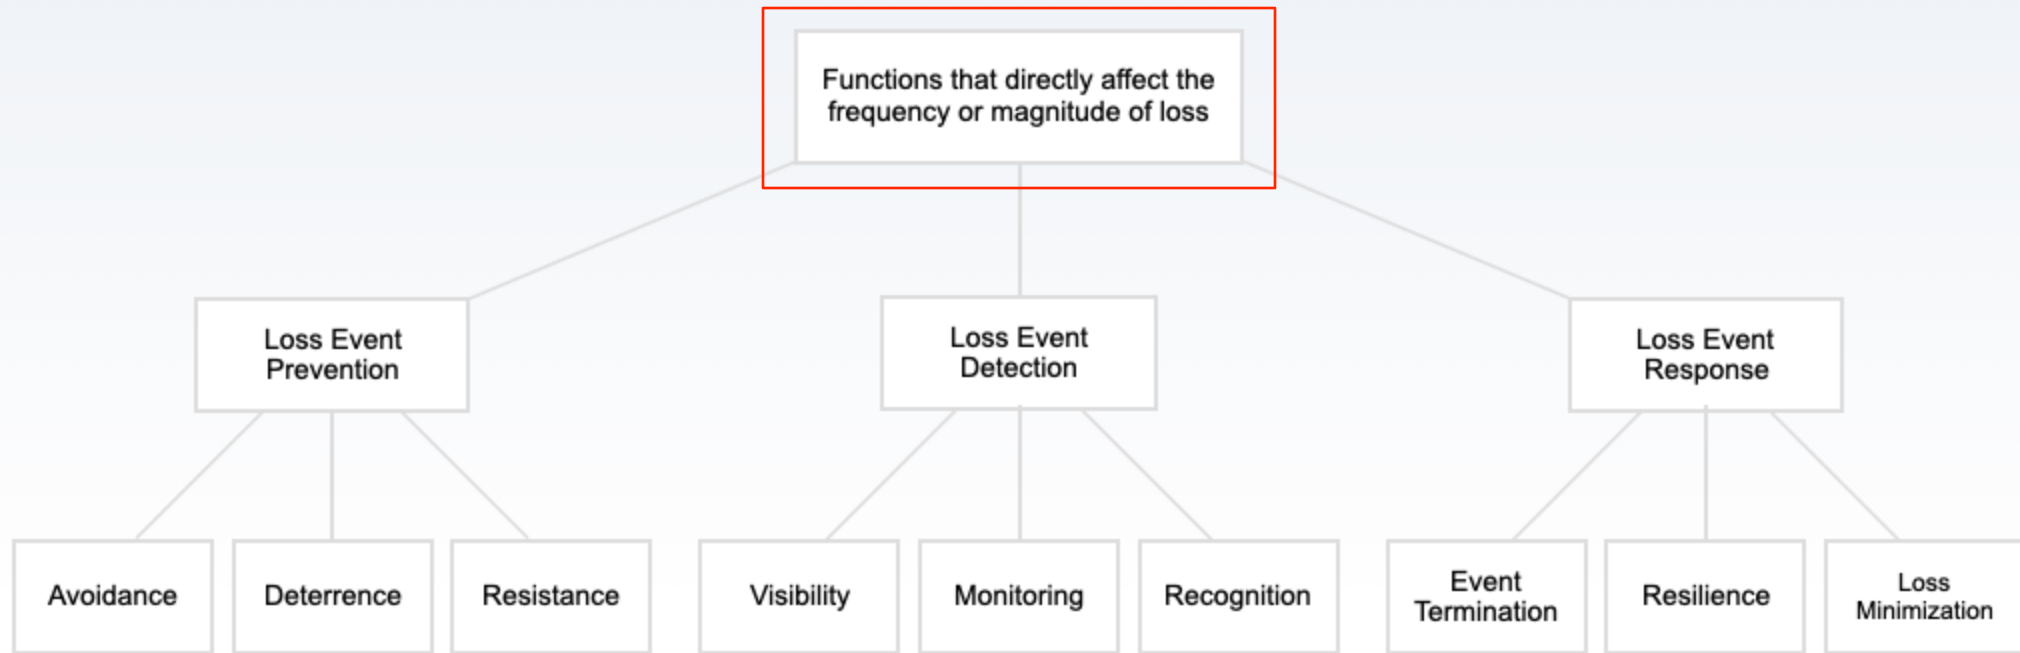 Functions that directly affect the
frequency or magnitude of loss
Loss Event
Prevention
Loss Event
Detection
Loss Event
Response
Avoidance
Deterrence
Resistance
Visibility
Monitoring
Recognition
Event
Termination
Resilience
Loss
Minimization